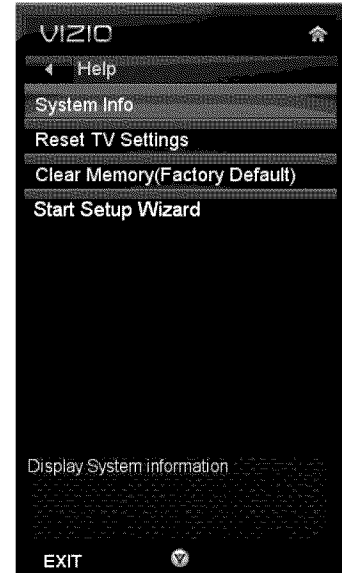 VIZIO
Help
System Info
Reset TV Settings
Clear Memory(Factory Default)
Start Setup Wizard
Display System information
EXIT